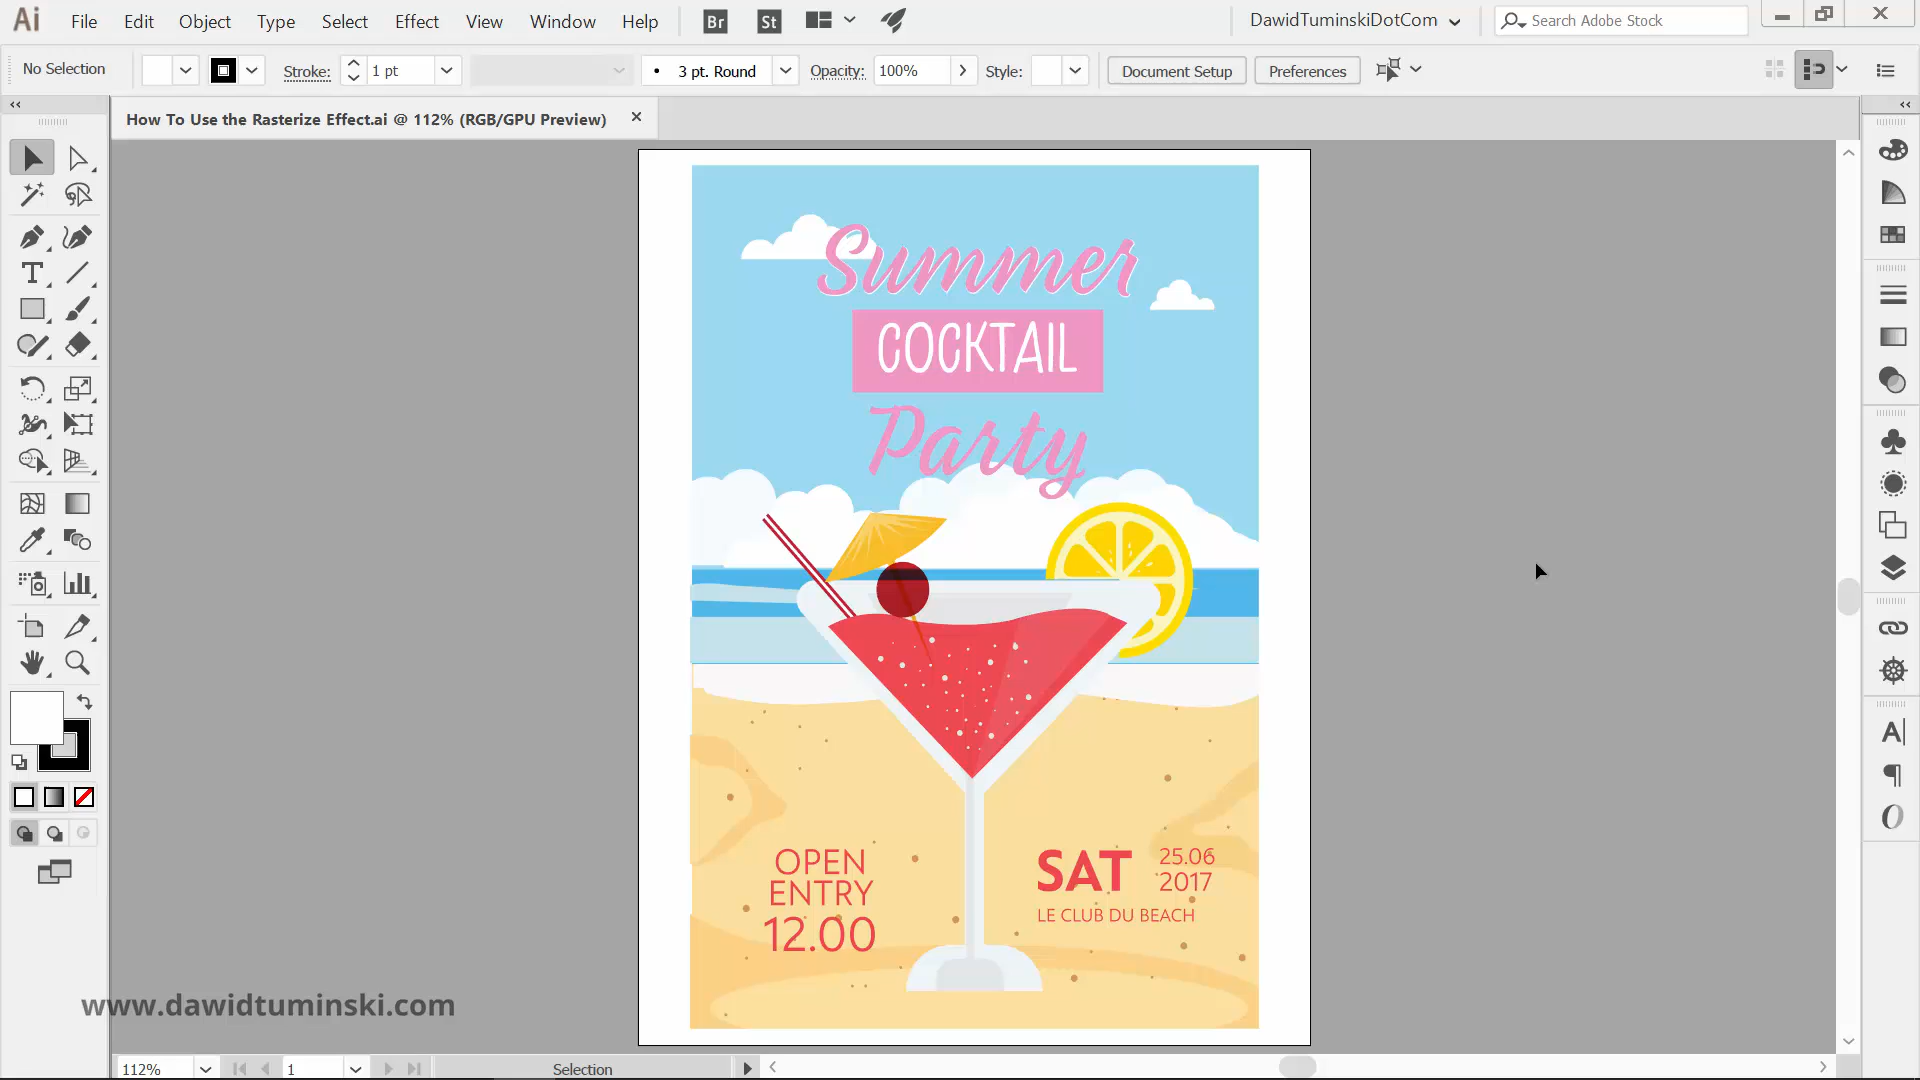 Ai File Edit Object Type Select Effect View Window Help Br St DawidTuminskiDotCom Search Adobe Stock
No Selection Stroke: 1 pt 3 pt. Round Opacity: 100% Style: Document Setup Preferences
How To Use the Rasterize Effect.ai @ 112% (RGB/GPU Preview)
Summer
COCKTAIL
Party
OPEN
ENTRY
12.00
SAT 25.06
2017
LE CLUB DU BEACH
www.dawidtuminski.com
112% 1 Selection